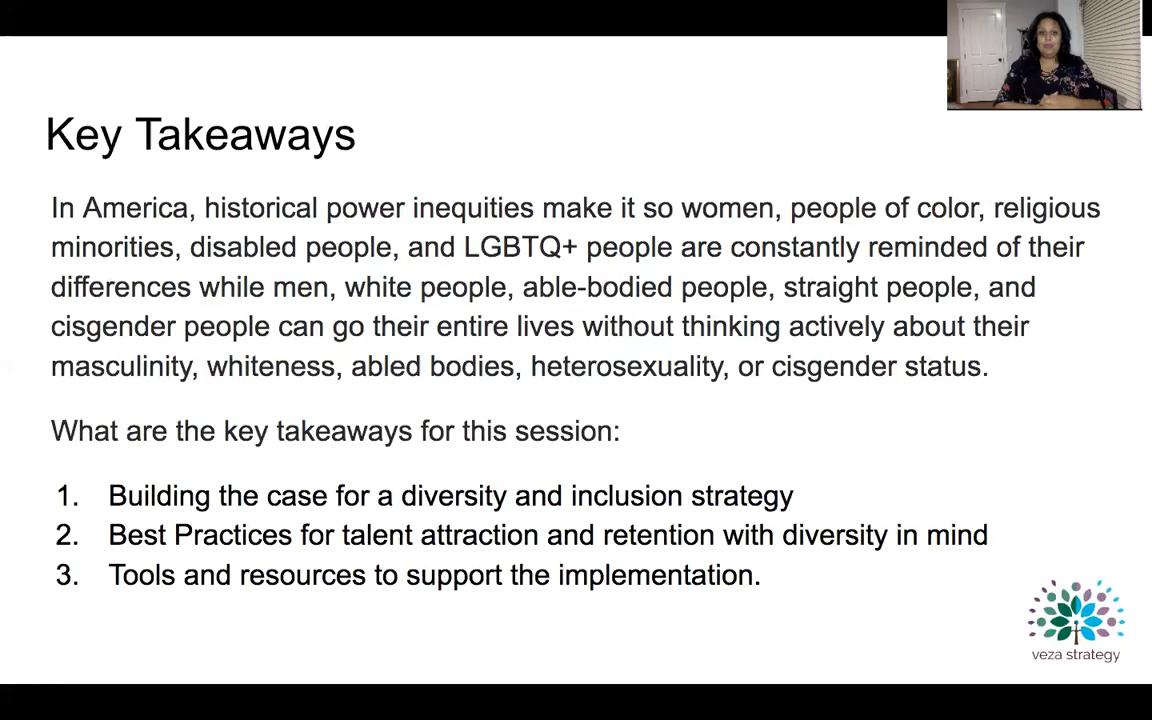 Key Takeaways
In America, historical power inequities make it so women, people of color, religious
minorities, disabled people, and LGBTQ+ people are constantly reminded of their
differences while men, white people, able-bodied people, straight people, and
cisgender people can go their entire lives without thinking actively about their
masculinity, whiteness, abled bodies, heterosexuality, or cisgender status.
What are the key takeaways for this session:
1. Building the case for a diversity and inclusion strategy
2. Best Practices for talent attraction and retention with diversity in mind
3. Tools and resources to support the implementation.
veza strategy